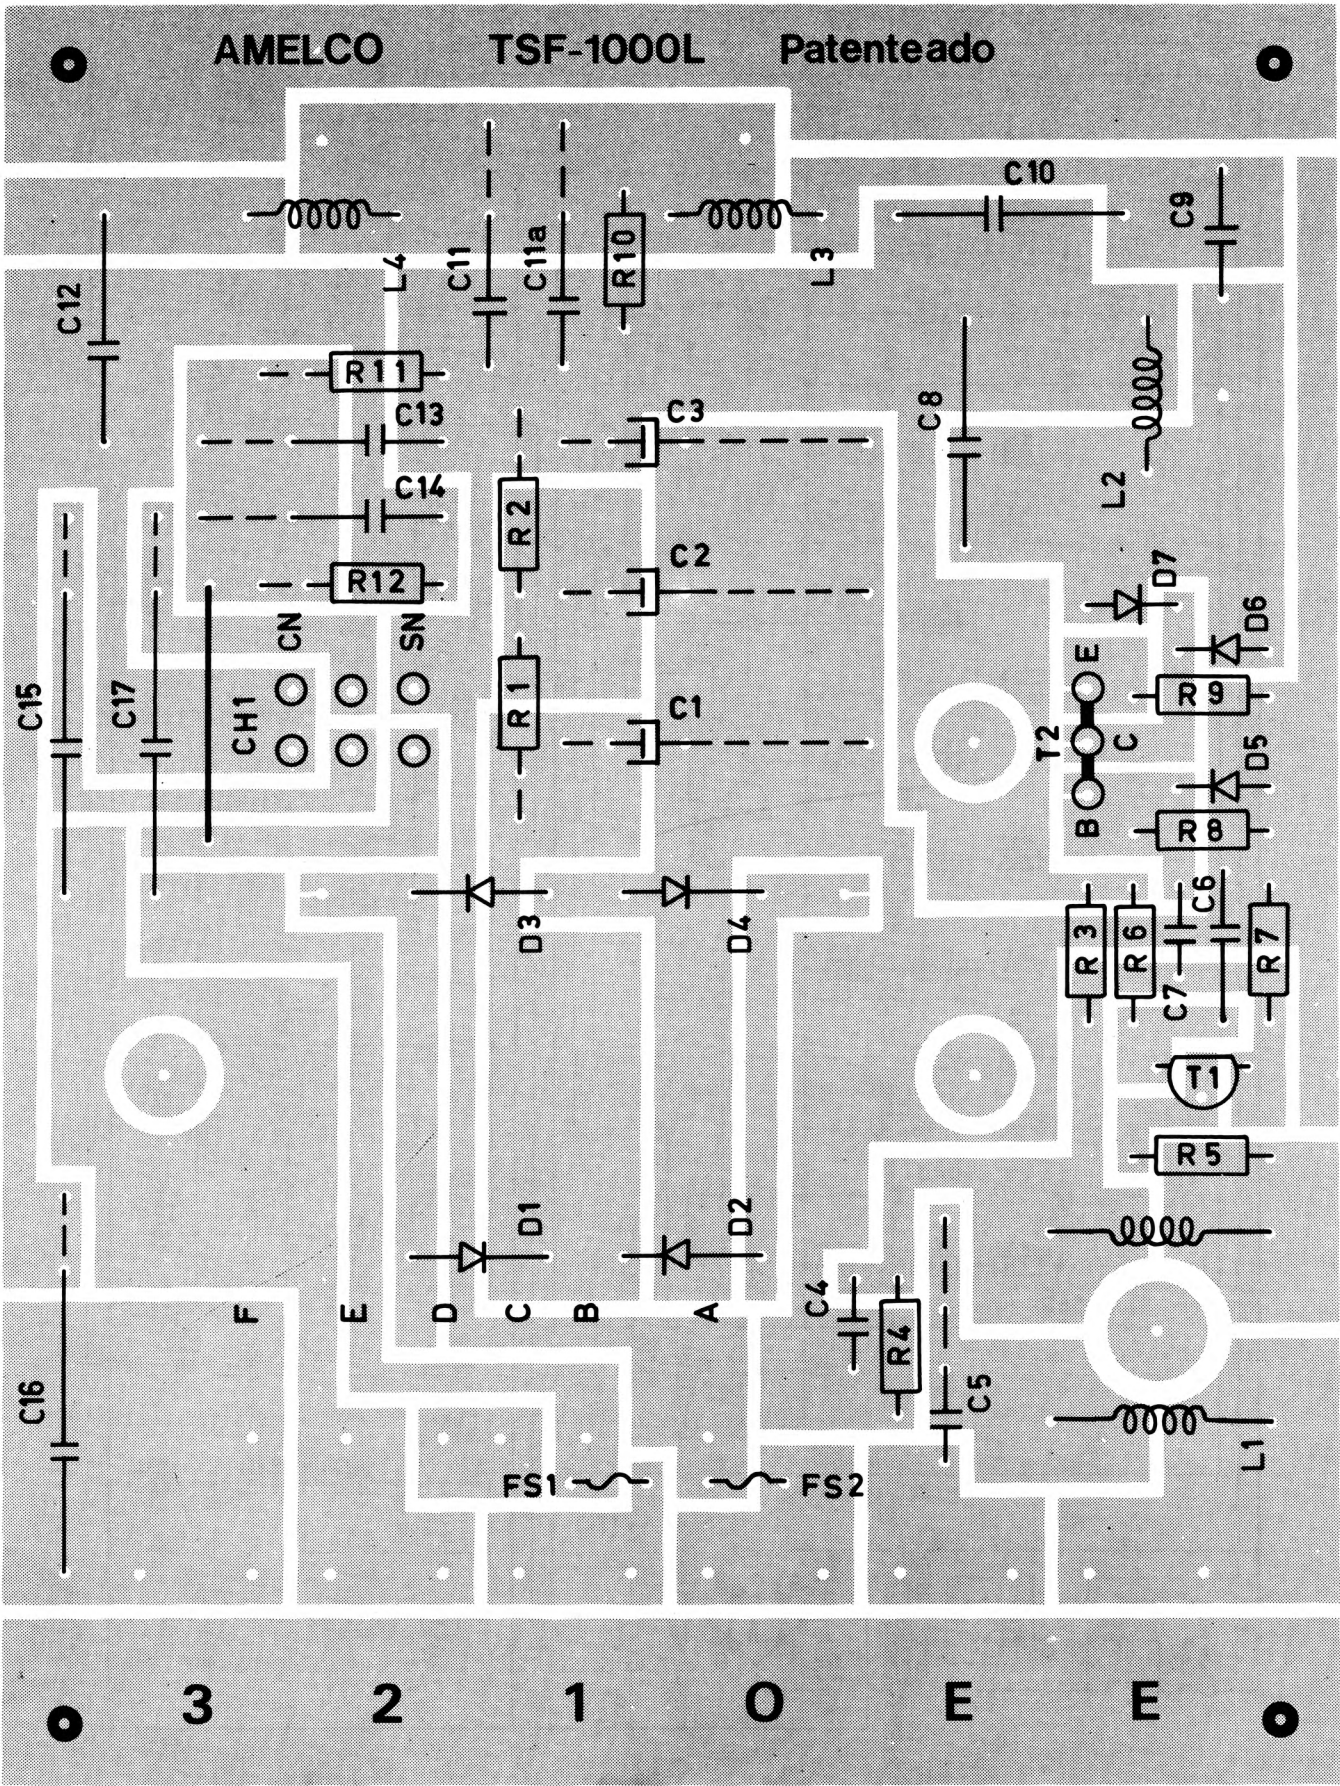 AMELCO TSF-1000L Patenteado
C10
C9
C11
C11a
R10
L4
L3
C12
R11
C13
C3
C8
C14
L2
R2
C2
D7
R12
D6
CN
SN
E
C15
C17
R1
C1
R9
CH1
T2
C
D5
B
R8
C6
D3
D4
R3
R6
R7
C7
T1
R5
D1
D2
F
E
D
C
B
A
C4
R4
C16
C5
L1
FS1
FS2
3 2 1 0 E E